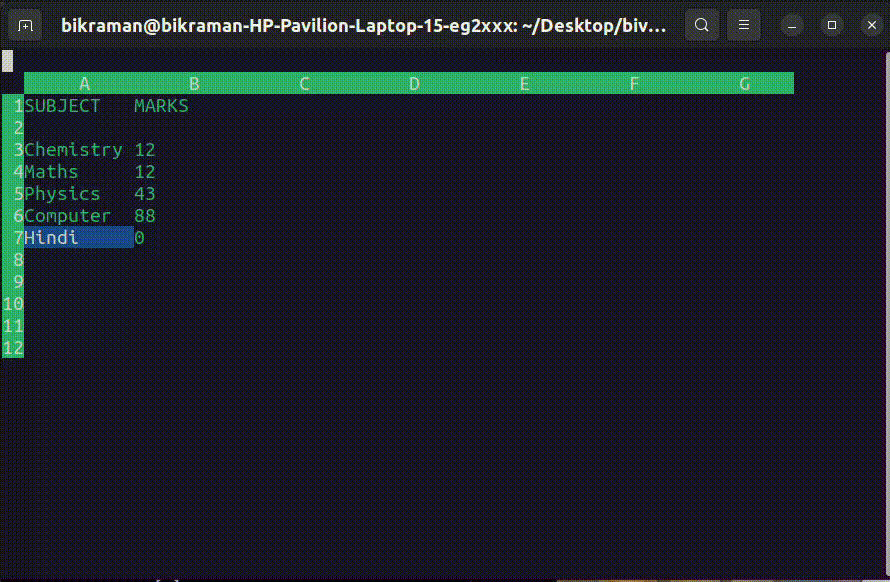 bikraman@bikraman-HP-Pavilion-Laptop-15-eg2xxx: ~/Desktop/biv…
A B C D E F G
1 SUBJECT MARKS
2
3 Chemistry 12
4 Maths 12
5 Physics 43
6 Computer 88
7 Hindi 0
8
9
10
11
12